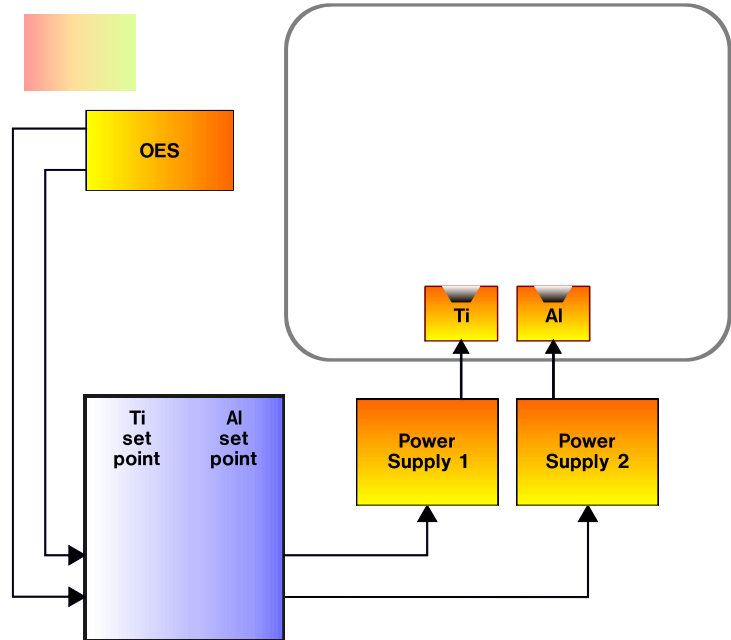 OES
Ti
Al
Ti
set
point
Al
set
point
Power
Supply 1
Power
Supply 2